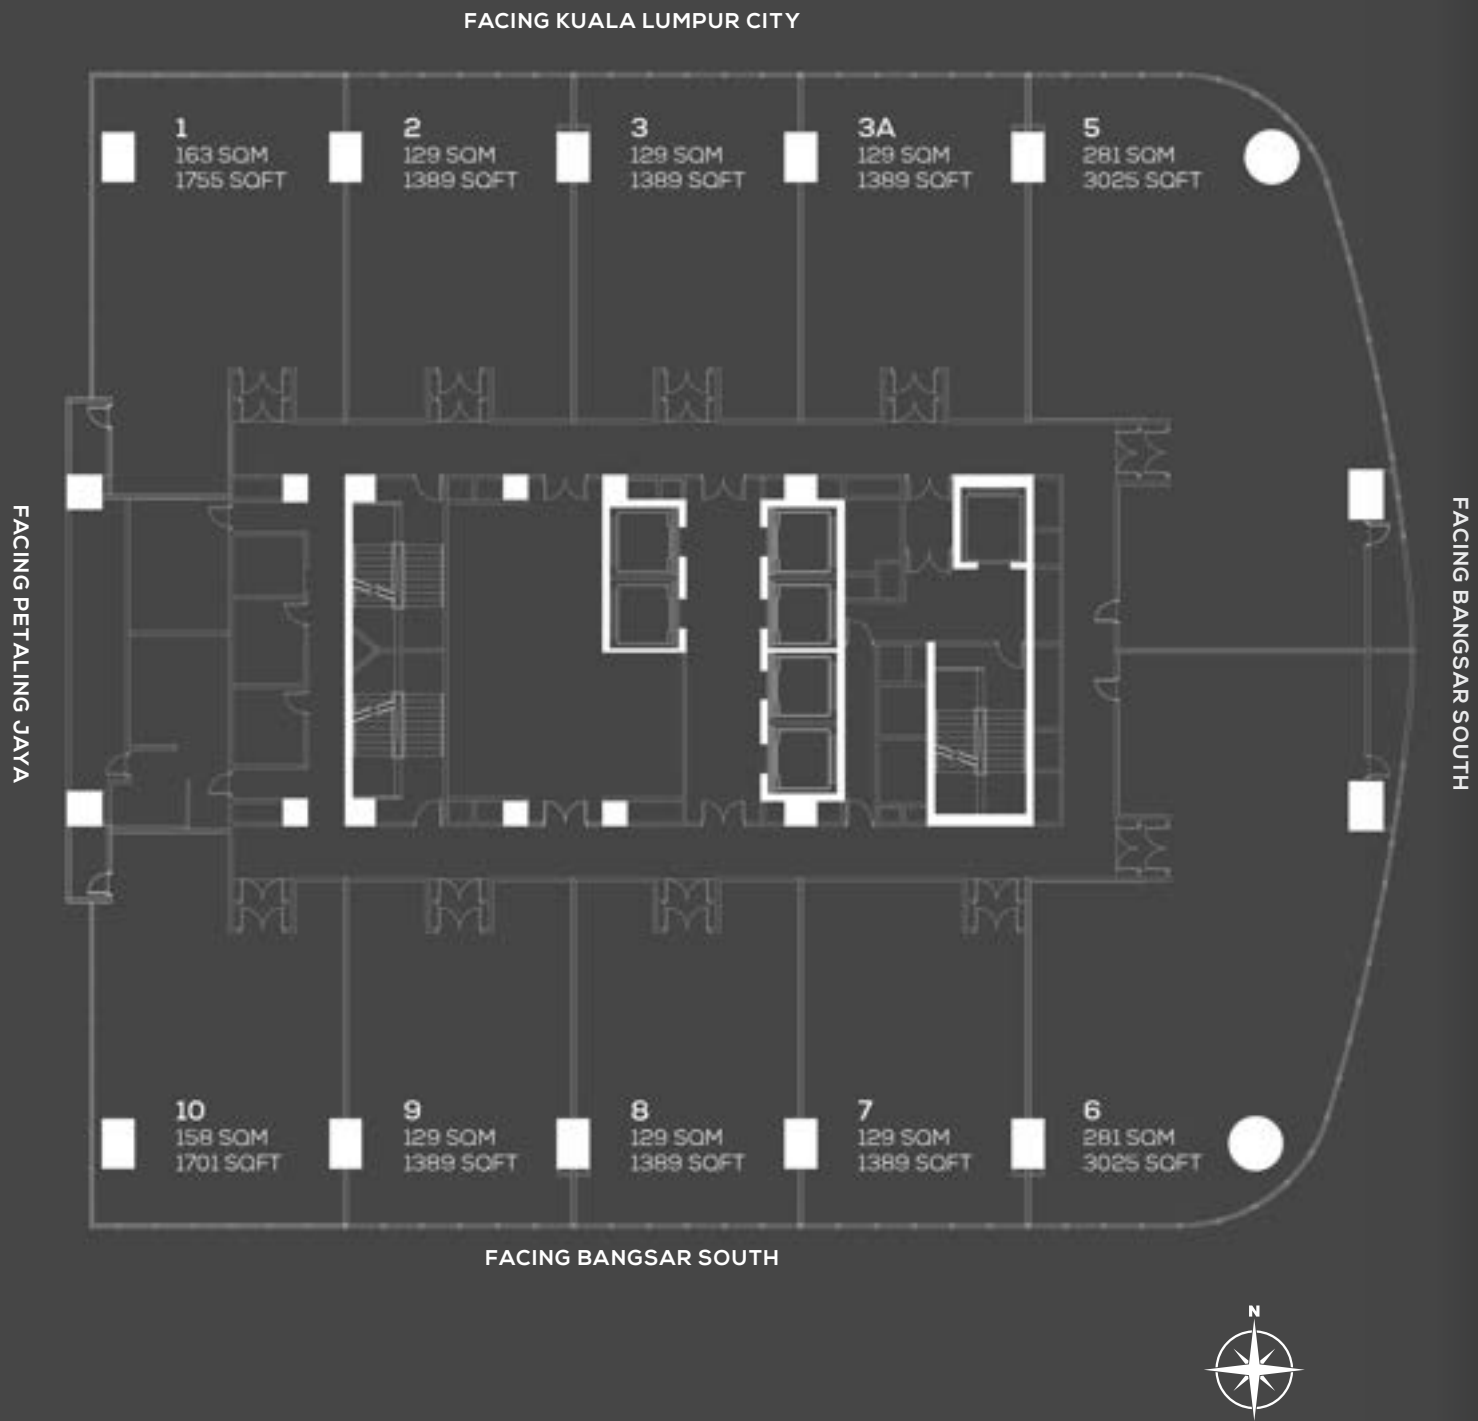 FACING KUALA LUMPUR CITY
1
163 SQM
1755 SQFT
2
129 SQM
1389 SQFT
3
129 SQM
1389 SQFT
3A
129 SQM
1389 SQFT
5
281 SQM
3025 SQFT
FACING PETALING JAYA
FACING BANGSAR SOUTH
10
158 SQM
1701 SQFT
9
129 SQM
1389 SQFT
8
129 SQM
1389 SQFT
7
129 SQM
1389 SQFT
6
281 SQM
3025 SQFT
FACING BANGSAR SOUTH
N